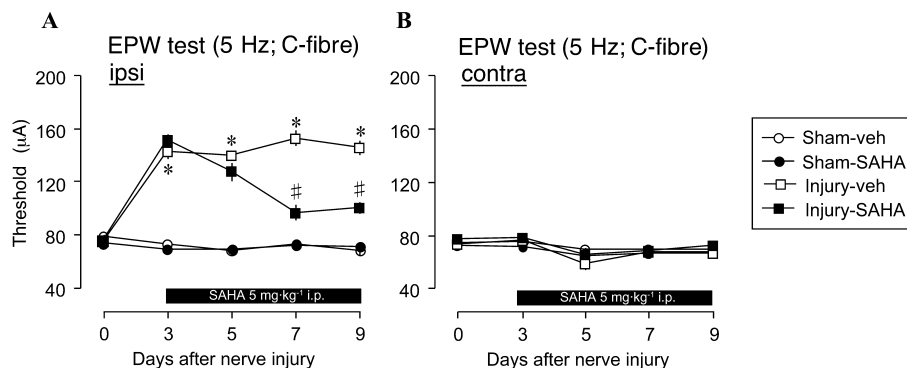 A
EPW test (5 Hz; C-fibre)
ipsi
200
160
120
80
40
Threshold (μA)
*
*
*
*
♯
♯
SAHA 5 mg·kg⁻¹ i.p.
0 3 5 7 9
Days after nerve injury
B
EPW test (5 Hz; C-fibre)
contra
200
160
120
80
40
SAHA 5 mg·kg⁻¹ i.p.
0 3 5 7 9
Days after nerve injury
Sham-veh
Sham-SAHA
Injury-veh
Injury-SAHA